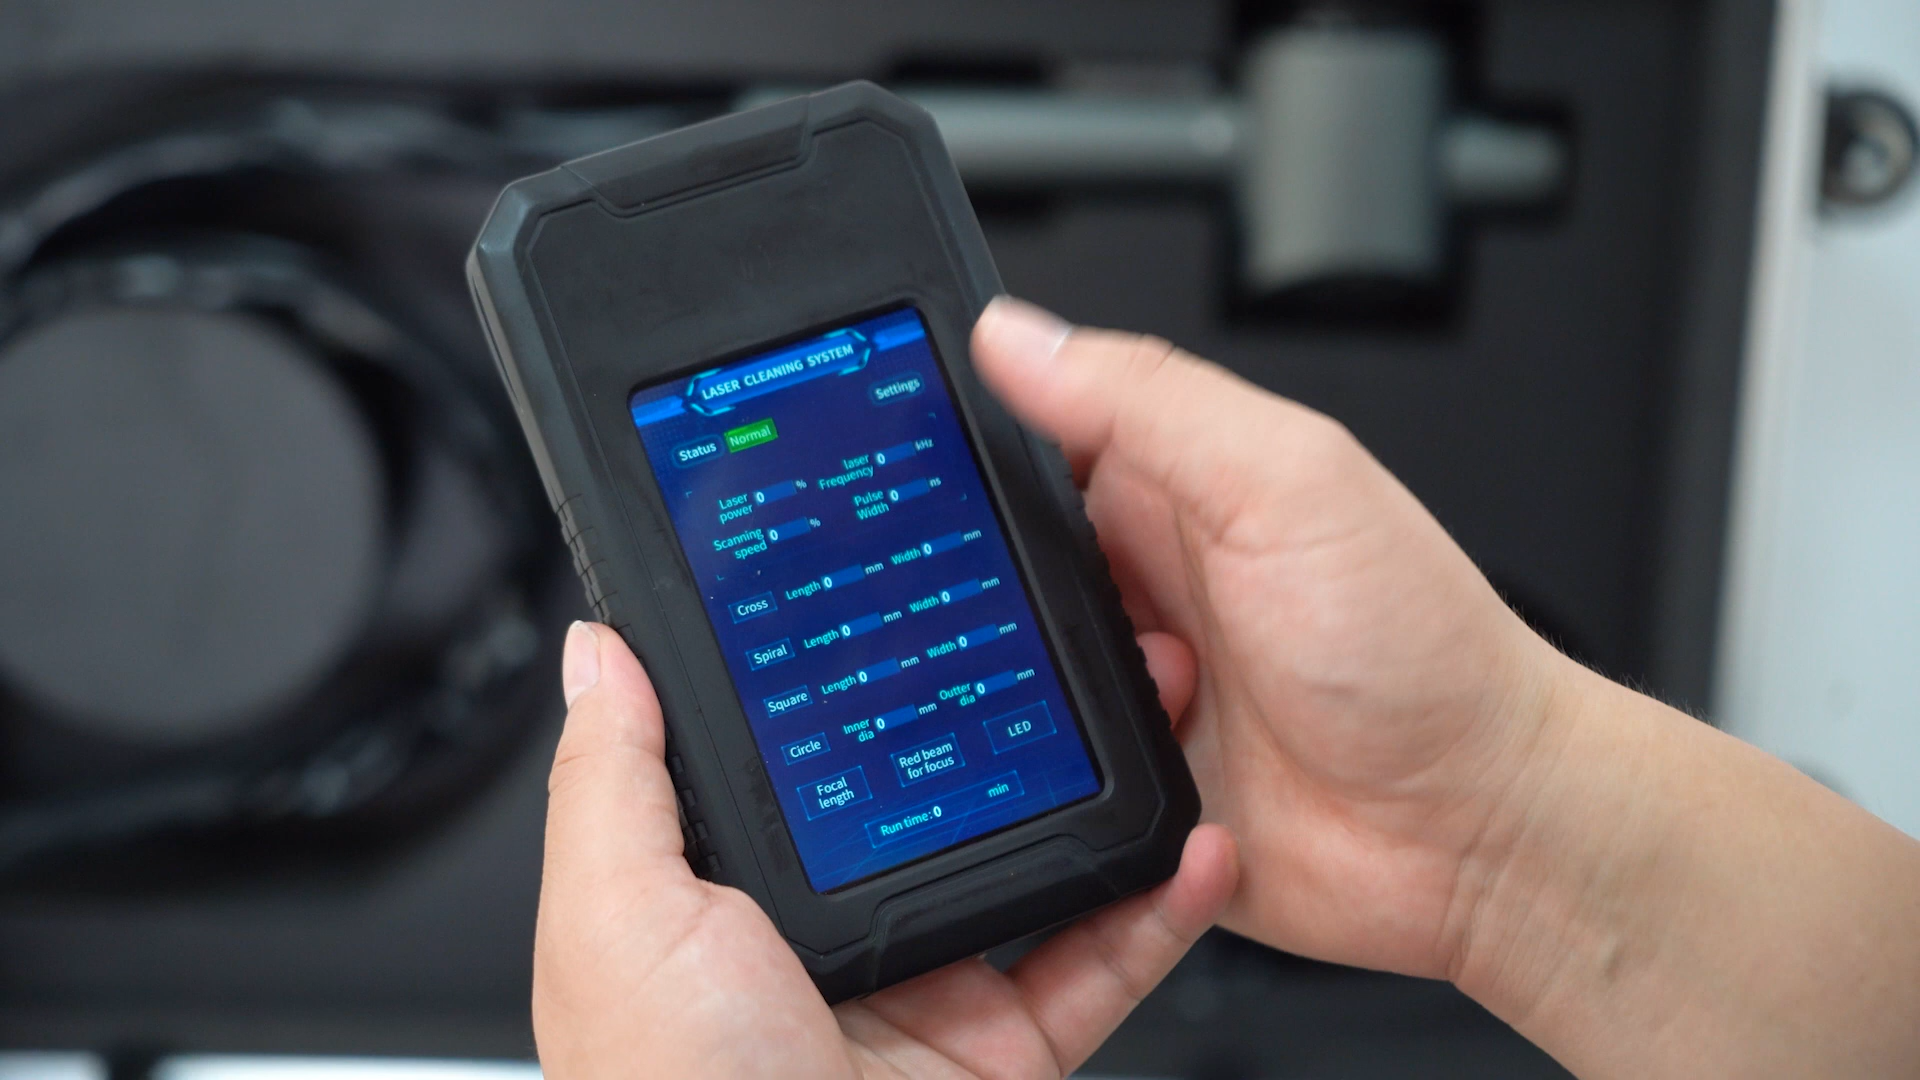 LASER CLEANING SYSTEM
Settings
Status Normal
Laser power 0 % laser Frequency 0 kHz
Scanning speed 0 % Pulse Width 0 ns
Cross Length 0 mm Width 0 mm
Spiral Length 0 mm Width 0 mm
Square Length 0 mm Width 0 mm
Circle Inner dia 0 mm Outter dia 0 mm
Focal length Red beam for focus LED
Run time: 0 min